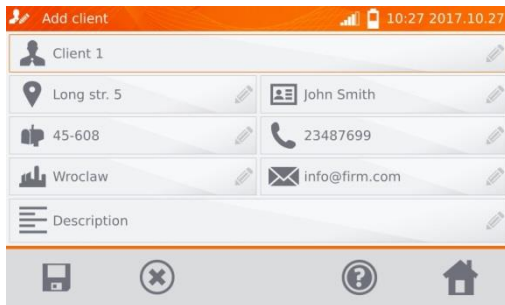 Add client 10:27 2017.10.27
Client 1
Long str. 5 John Smith
45-608 23487699
Wroclaw info@firm.com
Description